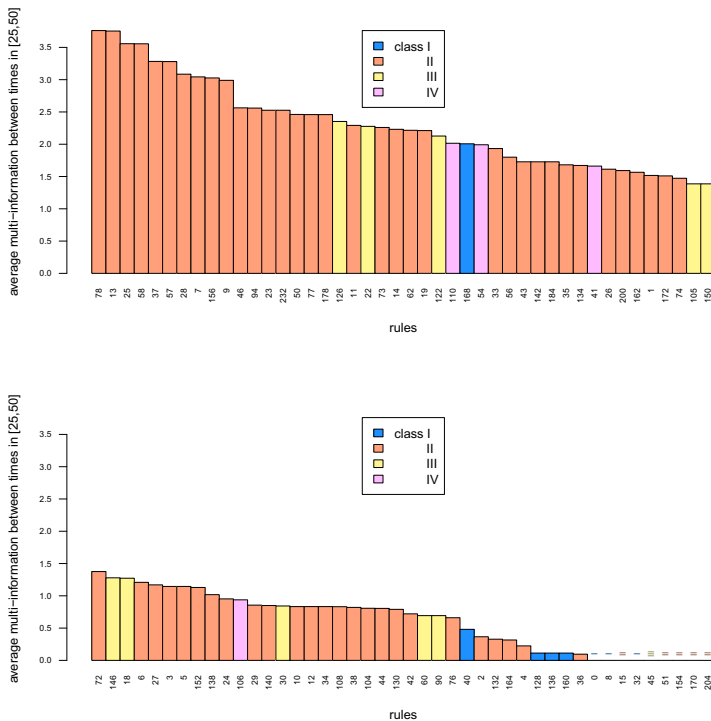 average multi-information between times in [25,50]
3.5
3.0
2.5
2.0
1.5
1.0
0.5
0.0
class I
II
III
IV
78 13 25 58 37 57 28 7 156 9 46 94 23 232 50 77 178 126 11 22 73 14 62 19 122 110 168 54 33 56 43 142 184 35 134 41 26 200 162 1 172 74 105 150
rules
average multi-information between times in [25,50]
3.5
3.0
2.5
2.0
1.5
1.0
0.5
0.0
class I
II
III
IV
72 146 18 6 27 3 5 152 138 24 106 29 140 30 10 12 34 108 38 104 44 130 42 60 90 76 40 2 132 164 4 128 136 160 36 0 8 15 32 45 51 154 170 204
rules